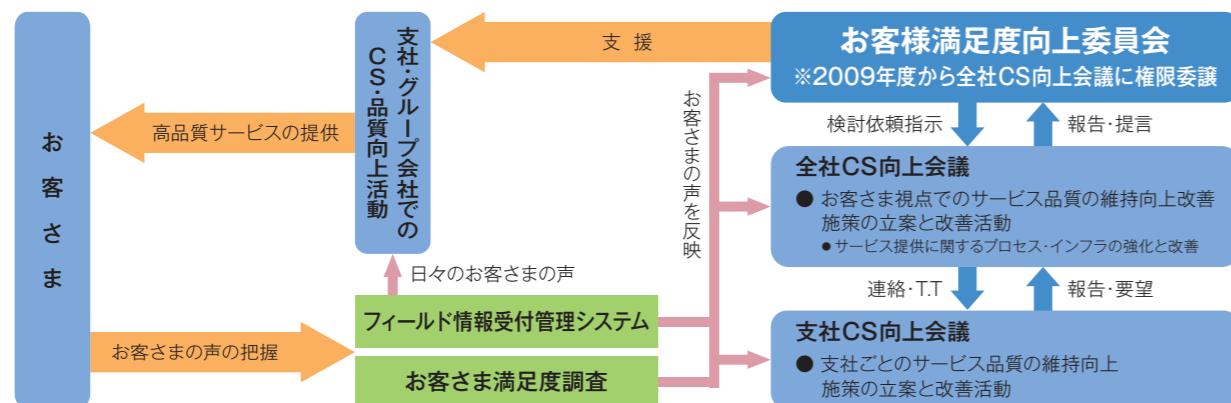 お客さま
高品質サービスの提供
お客さまの声の把握
支社・グループ会社での
CS・品質向上活動
支 援
日々のお客さまの声
フィールド情報受付管理システム
お客さま満足度調査
お客さまの声を反映
お客様満足度向上委員会
※2009年度から全社CS向上会議に権限委譲
検討依頼指示
報告・提言
全社CS向上会議
● お客さま視点でのサービス品質の維持向上改善
施策の立案と改善活動
● サービス提供に関するプロセス・インフラの強化と改善
連絡・T.T
報告・要望
支社CS向上会議
● 支社ごとのサービス品質の維持向上
施策の立案と改善活動